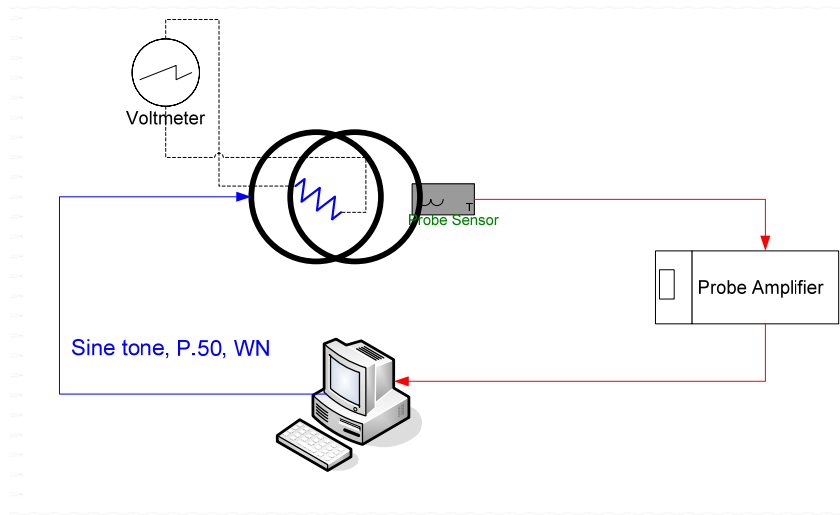 Voltmeter
T
Probe Sensor
Probe Amplifier
Sine tone, P.50, WN